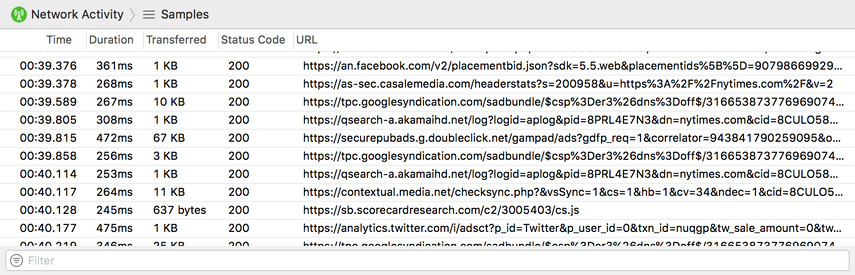 Network Activity Samples
Time Duration Transferred Status Code URL
00:39.376 361ms 1 KB 200 https://an.facebook.com/v2/placementbid.json?sdk=5.5.web&placementids%5B%5D=90798669929...
00:39.378 268ms 1 KB 200 https://as-sec.casalemedia.com/headerstats?s=200958&u=https%3A%2F%2Fnytimes.com%2F&v=2
00:39.589 267ms 10 KB 200 https://tpc.googlesyndication.com/sadbundle/$csp%3Der3%26dns%3Doff$/316653873776969074...
00:39.805 308ms 1 KB 200 https://qsearch-a.akamaihd.net/log?logid=aplog&pid=8PRL4E7N3&dn=nytimes.com&cid=8CULO58...
00:39.815 472ms 67 KB 200 https://securepubads.g.doubleclick.net/gampad/ads?gdfp_req=1&correlator=943841790259095&o...
00:39.858 256ms 3 KB 200 https://tpc.googlesyndication.com/sadbundle/$csp%3Der3%26dns%3Doff$/316653873776969074...
00:40.114 253ms 1 KB 200 https://qsearch-a.akamaihd.net/log?logid=aplog&pid=8PRL4E7N3&dn=nytimes.com&cid=8CULO58...
00:40.117 264ms 11 KB 200 https://contextual.media.net/checksync.php?&vsSync=1&cs=1&hb=1&cv=34&ndec=1&cid=8CULO5...
00:40.128 245ms 637 bytes 200 https://sb.scorecardresearch.com/c2/3005403/cs.js
00:40.177 475ms 1 KB 200 https://analytics.twitter.com/i/adsct?p_id=Twitter&p_user_id=0&txn_id=nuqgp&tw_sale_amount=0&tw...
00:40.219 346ms 25 KB 200 https://tpc.googlesyndication.com/sadbundle/$csp%3Der3%26dns%3Doff$/316653873776969074...
Filter